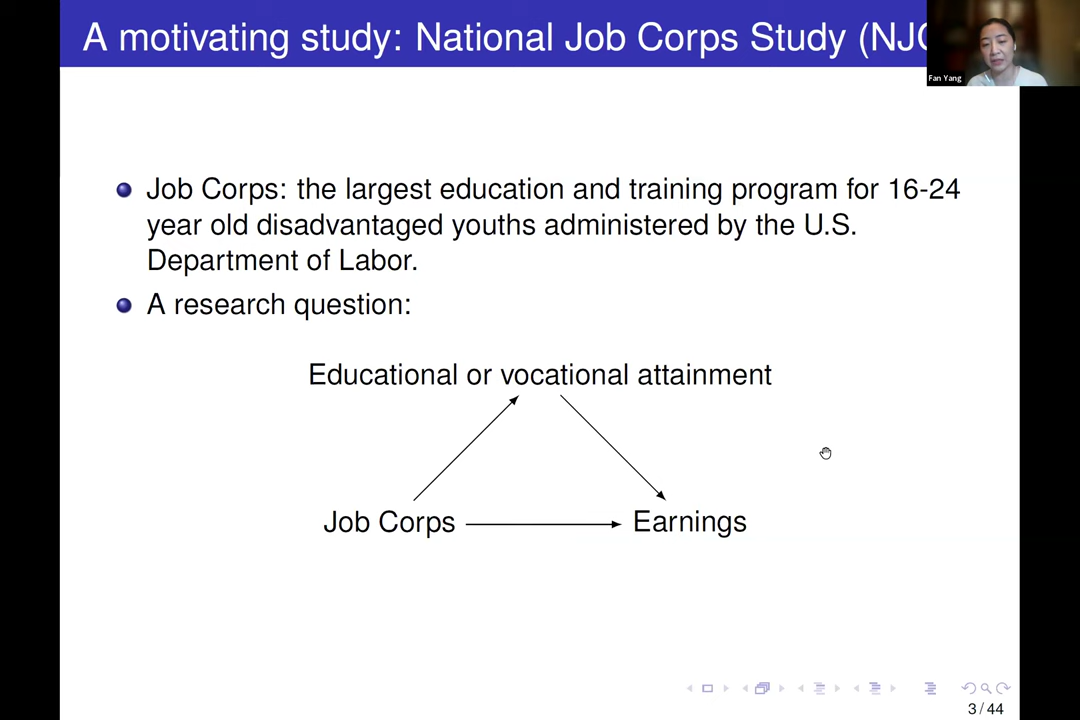 A motivating study: National Job Corps Study (NJC
Fan Yang
Job Corps: the largest education and training program for 16-24
year old disadvantaged youths administered by the U.S.
Department of Labor.
A research question:
Educational or vocational attainment
Job Corps
Earnings
3 / 44